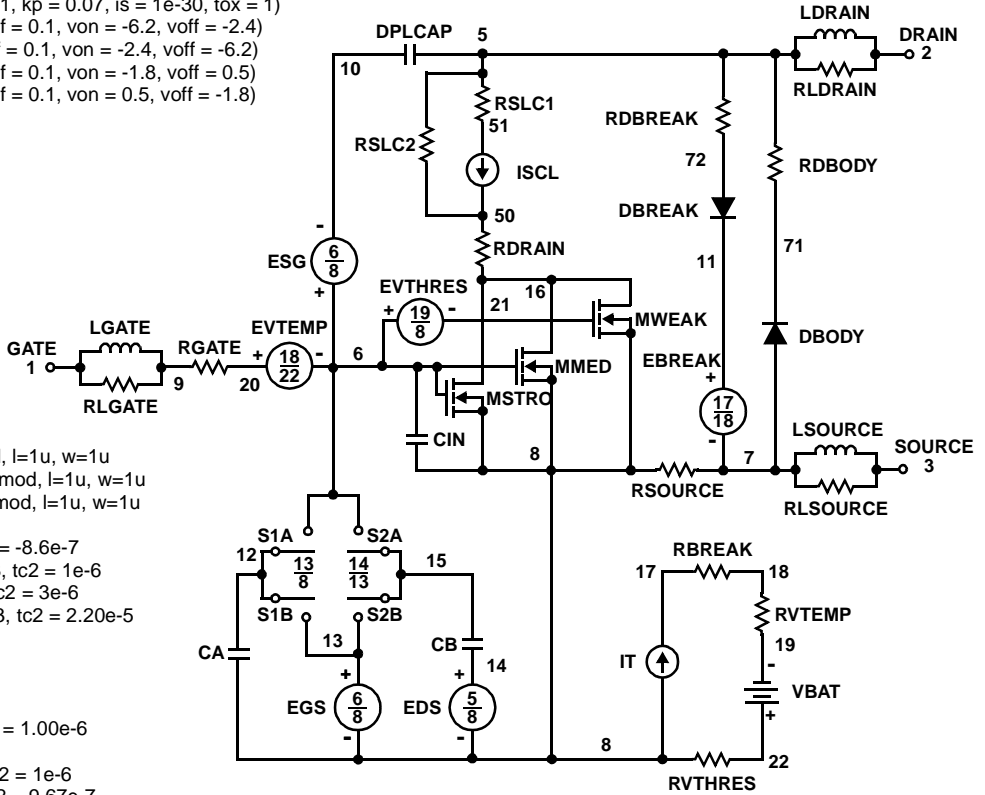 1, kp = 0.07, is = 1e-30, tox = 1)
f = 0.1, von = -6.2, voff = -2.4)
f = 0.1, von = -2.4, voff = -6.2)
f = 0.1, von = -1.8, voff = 0.5)
f = 0.1, von = 0.5, voff = -1.8)
LDRAIN
DPLCAP 5 DRAIN
10 2
RLDRAIN
RSLC1
51
RSLC2
RDBREAK
72
RDBODY
ISCL
DBREAK
50
71
RDRAIN
11
-
ESG 6/8
+
EVTHRES
16
+ 19/8 -
21
MWEAK
LGATE
EVTEMP
DBODY
GATE
1
RGATE
+ 18/22 -
6
MMED
EBREAK
+
9
20
RLGATE
MSTRO
17/18
-
CIN
LSOURCE
8
7
SOURCE
3
RSOURCE
RLSOURCE
, l=1u, w=1u
mod, l=1u, w=1u
mod, l=1u, w=1u
= -8.6e-7
, tc2 = 1e-6
c2 = 3e-6
3, tc2 = 2.20e-5
S1A S2A
12 13/8 14/13 15
S1B S2B
13
CA
CB
+ 14
+
EGS 6/8
EDS 5/8
-
-
RBREAK
17 18
RVTEMP
19
IT
-
VBAT
+
8
22
RVTHRES
= 1.00e-6
2 = 1e-6